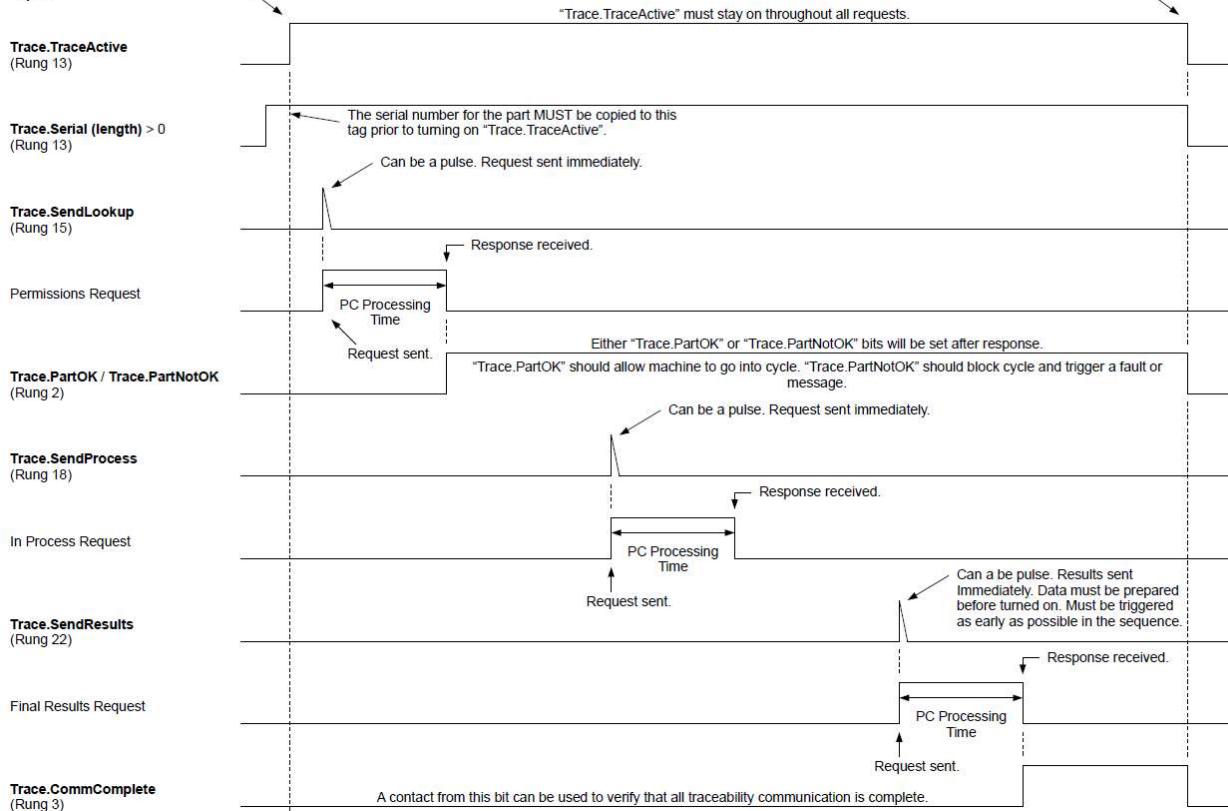 "Trace.TraceActive" must stay on throughout all requests.
Trace.TraceActive
(Rung 13)
The serial number for the part MUST be copied to this
tag prior to turning on "Trace.TraceActive".
Trace.Serial (length) > 0
(Rung 13)
Can be a pulse. Request sent immediately.
Trace.SendLookup
(Rung 15)
Response received.
Permissions Request
PC Processing
Time
Request sent.
Either "Trace.PartOK" or "Trace.PartNotOK" bits will be set after response.
Trace.PartOK / Trace.PartNotOK
(Rung 2)
"Trace.PartOK" should allow machine to go into cycle. "Trace.PartNotOK" should block cycle and trigger a fault or
message.
Can be a pulse. Request sent immediately.
Trace.SendProcess
(Rung 18)
Response received.
In Process Request
PC Processing
Time
Request sent.
Can a be pulse. Results sent
Immediately. Data must be prepared
before turned on. Must be triggered
as early as possible in the sequence.
Trace.SendResults
(Rung 22)
Response received.
Final Results Request
PC Processing
Time
Request sent.
Trace.CommComplete
(Rung 3)
A contact from this bit can be used to verify that all traceability communication is complete.